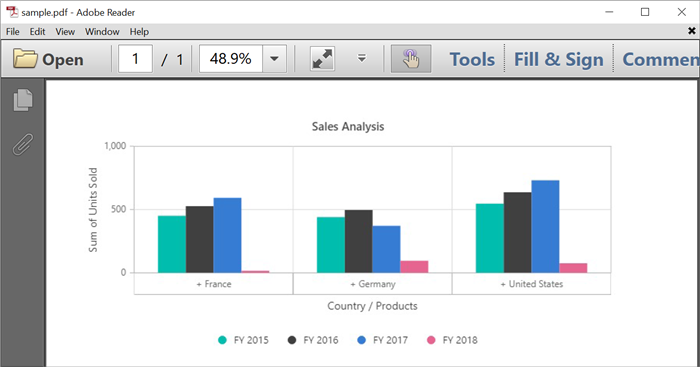 sample.pdf - Adobe Reader
File Edit View Window Help
Open 1 / 1 48.9% Tools Fill & Sign Commen
Sales Analysis
1,000
500
0
Sum of Units Sold
+ France + Germany + United States
Country / Products
FY 2015 FY 2016 FY 2017 FY 2018